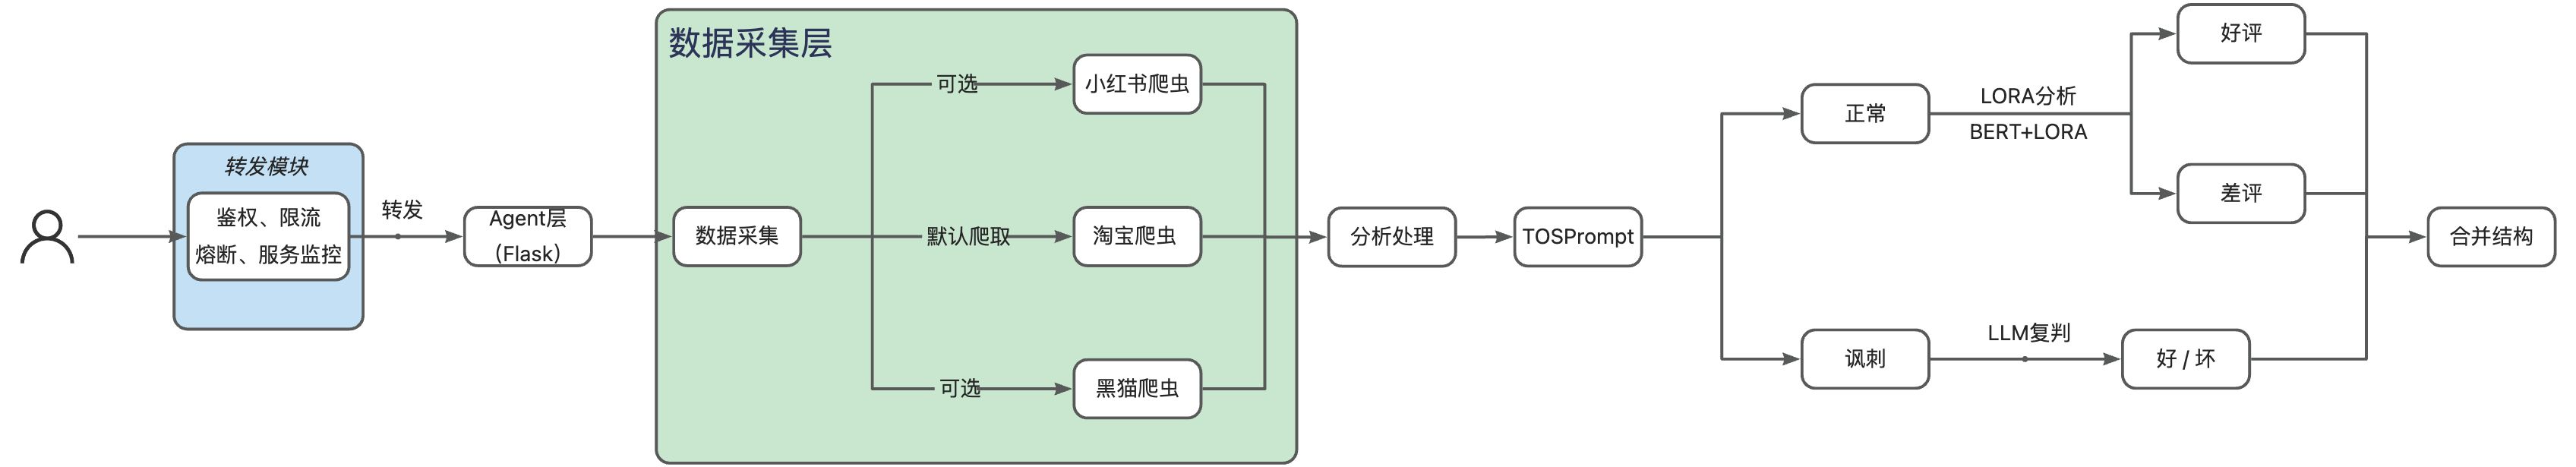 转发模块
鉴权、限流
熔断、服务监控
转发
Agent层
(Flask)
数据采集层
数据采集
可选
小红书爬虫
默认爬取
淘宝爬虫
可选
黑猫爬虫
分析处理
TOSPrompt
正常
LORA分析
BERT+LORA
好评
差评
讽刺
LLM复判
好 / 坏
合并结构